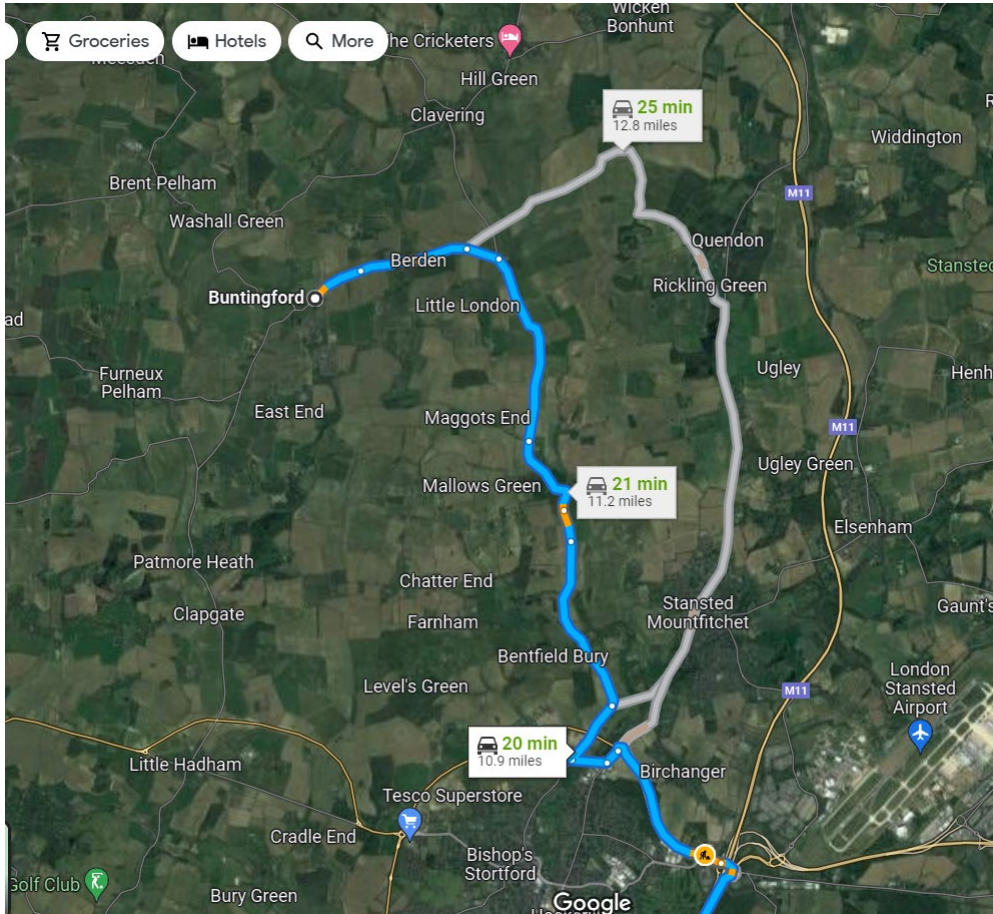 Groceries
Hotels
More
The Cricketers
Wicken
Bonhunt
Hill Green
Clavering
25 min
12.8 miles
Widdington
Brent Pelham
M11
Washall Green
Quendon
Berden
Stansted
Rickling Green
Buntingford
Little London
ad
Ugley
Furneux
Pelham
Henh
East End
Maggots End
M11
Ugley Green
Mallows Green
21 min
11.2 miles
Elsenham
Patmore Heath
Chatter End
Stansted
Mountfitchet
Gaunt's
Clapgate
Farnham
Bentfield Bury
London
Stansted
Airport
Level's Green
M11
20 min
10.9 miles
Little Hadham
Birchanger
Tesco Superstore
Cradle End
Bishop's
Stortford
Golf Club
Bury Green
Google